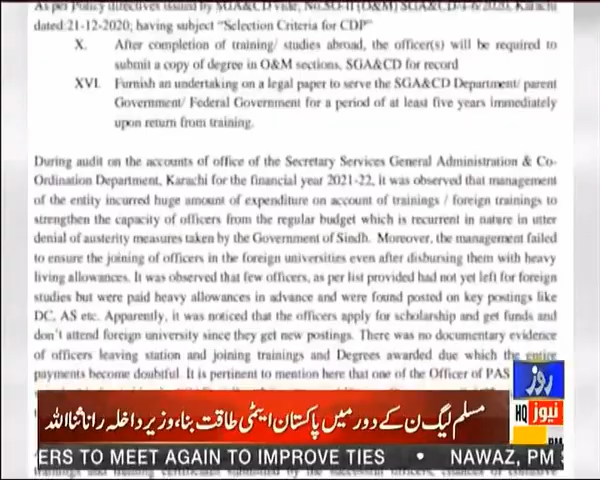 As per Policy directives issued by SGA&CD vide, No.SO-II (O&M) SGA&CD/4-6/2020, Karachi
dated 21-12-2020; having subject "Selection Criteria for CDP"
X. After completion of training/ studies abroad, the officer(s) will be required to
submit a copy of degree in O&M sections, SGA&CD for record
XVI. Furnish an undertaking on a legal paper to serve the SGA&CD Department/ parent
Government/ Federal Government for a period of at least five years immediately
upon return from training.
During audit on the accounts of office of the Secretary Services General Administration & Co-
Ordination Department, Karachi for the financial year 2021-22, it was observed that management
of the entity incurred huge amount of expenditure on account of trainings / foreign trainings to
strengthen the capacity of officers from the regular budget which is recurrent in nature in utter
denial of austerity measures taken by the Government of Sindh. Moreover, the management failed
to ensure the joining of officers in the foreign universities even after disbursing them with heavy
living allowances. It was observed that few officers, as per list provided had not yet left for foreign
studies but were paid heavy allowances in advance and were found posted on key postings like
DC, AS etc. Apparently, it was noticed that the officers apply for scholarship and get funds and
don't attend foreign university since they get new postings. There was no documentary evidence
of officers leaving station and joining trainings and Degrees awarded due which the entire
payments become doubtful. It is pertinent to mention here that one of the Officer of PAS
روز
نیوز
HQ
PM
مسلم لیگ ن کے دور میں پاکستان ایٹمی طاقت بنا، وزیر داخلہ رانا ثنا اللہ
ERS TO MEET AGAIN TO IMPROVE TIES • NAWAZ, PM S